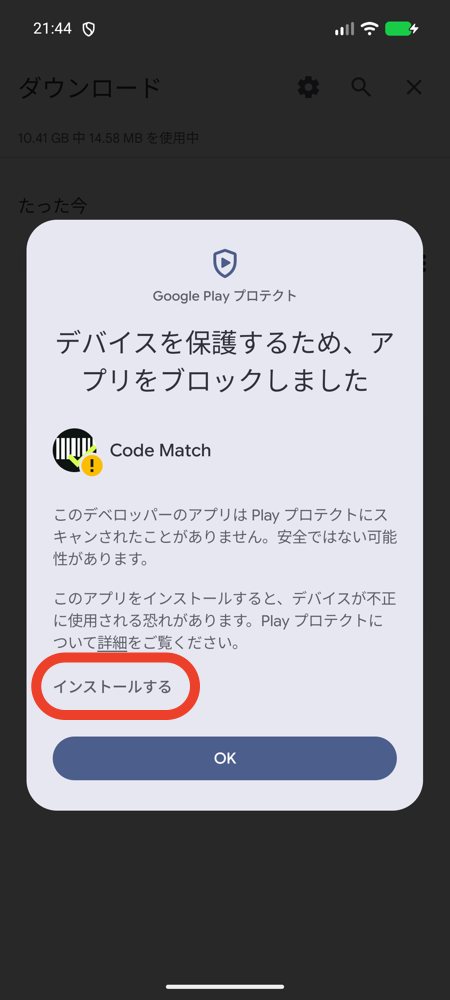 21:44
ダウンロード
10.41 GB 中 14.58 MB を使用中
たった今
Google Play プロテクト
デバイスを保護するため、ア
プリをブロックしました
Code Match
このデベロッパーのアプリは Play プロテクトにス
キャンされたことがありません。安全ではない可能
性があります。
このアプリをインストールすると、デバイスが不正
に使用される恐れがあります。Play プロテクトに
ついて詳細をご覧ください。
インストールする
OK